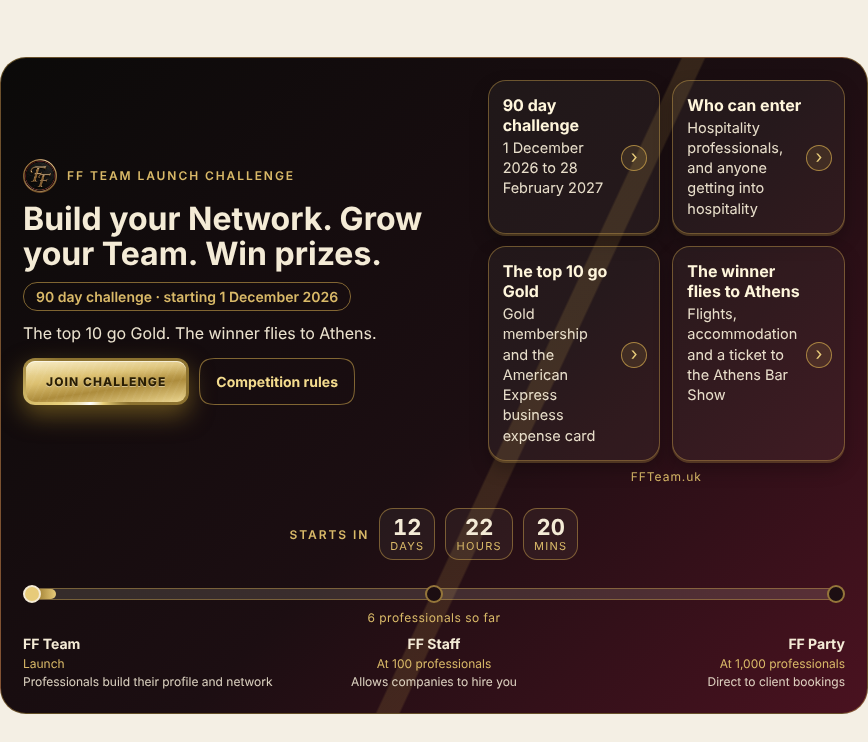 FF
FF TEAM LAUNCH CHALLENGE
Build your Network. Grow
your Team. Win prizes.
90 day challenge · starting 1 December 2026
The top 10 go Gold. The winner flies to Athens.
JOIN CHALLENGE
Competition rules
90 day
challenge
1 December
2026 to 28
February 2027
Who can enter
Hospitality
professionals,
and anyone
getting into
hospitality
The top 10 go
Gold
Gold
membership
and the
American
Express
business
expense card
The winner
flies to Athens
Flights,
accommodation
and a ticket to
the Athens Bar
Show
FFTeam.uk
STARTS IN
12
DAYS
22
HOURS
20
MINS
6 professionals so far
FF Team
Launch
Professionals build their profile and network
FF Staff
At 100 professionals
Allows companies to hire you
FF Party
At 1,000 professionals
Direct to client bookings